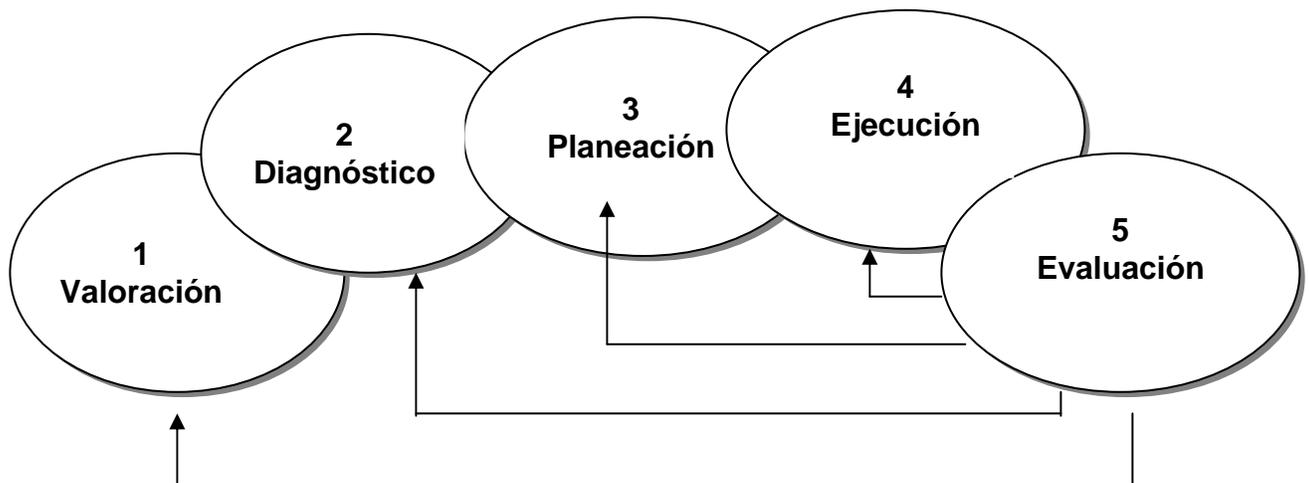 1
Valoración
2
Diagnóstico
3
Planeación
4
Ejecución
5
Evaluación